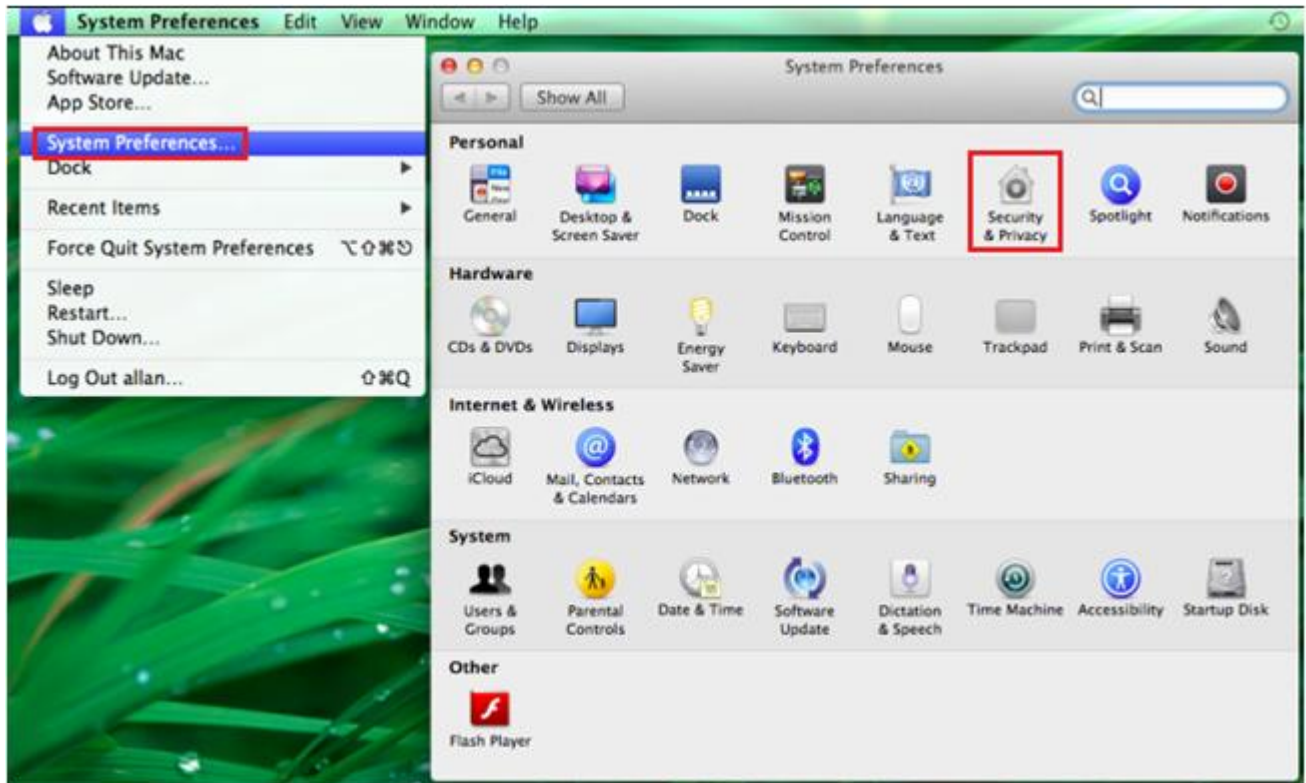 System Preferences Edit View Window Help
About This Mac
Software Update...
App Store...
System Preferences...
Dock
Recent Items
Force Quit System Preferences ⌥⇧⌘⎋
Sleep
Restart...
Shut Down...
Log Out allan... ⇧⌘Q
System Preferences
Show All
Personal
General
Desktop &
Screen Saver
Dock
Mission
Control
Language
& Text
Security
& Privacy
Spotlight
Notifications
Hardware
CDs & DVDs
Displays
Energy
Saver
Keyboard
Mouse
Trackpad
Print & Scan
Sound
Internet & Wireless
iCloud
Mail, Contacts
& Calendars
Network
Bluetooth
Sharing
System
Users &
Groups
Parental
Controls
Date & Time
Software
Update
Dictation
& Speech
Time Machine
Accessibility
Startup Disk
Other
Flash Player